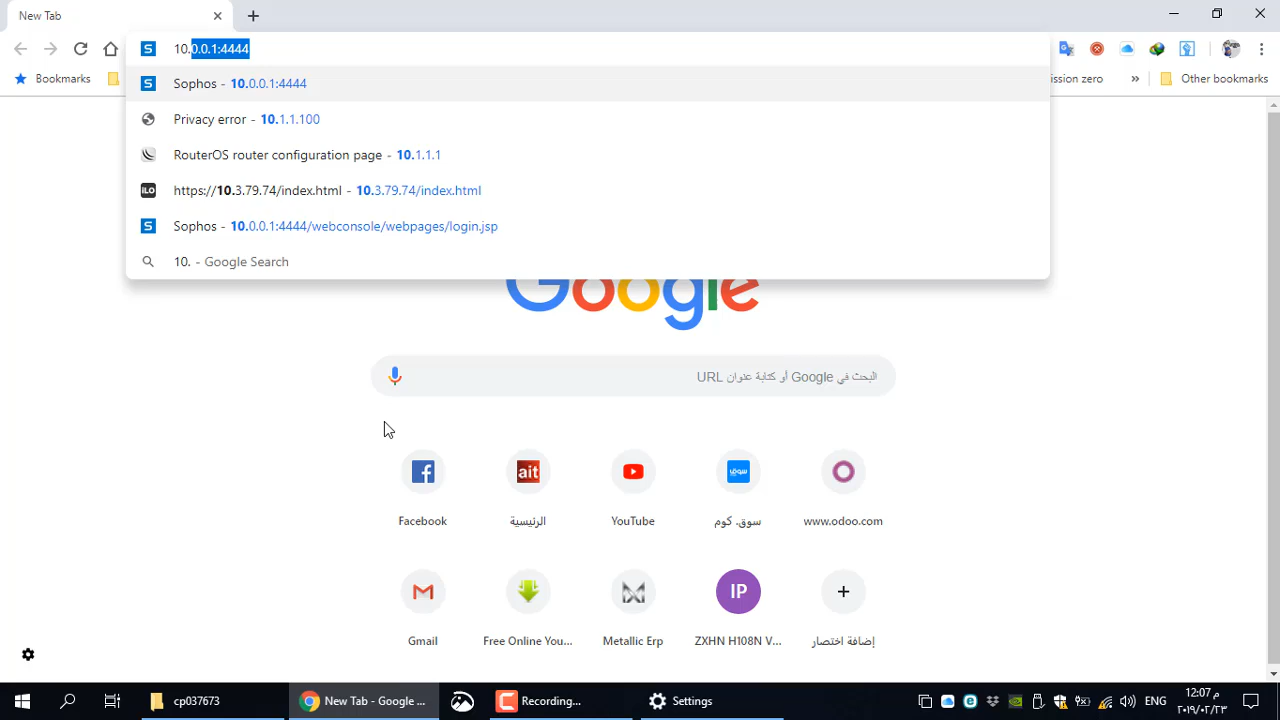 New Tab
10.0.0.1:4444
Bookmarks
ission zero
»
Other bookmarks
Sophos - 10.0.0.1:4444
Privacy error - 10.1.1.100
RouterOS router configuration page - 10.1.1.1
https://10.3.79.74/index.html - 10.3.79.74/index.html
Sophos - 10.0.0.1:4444/webconsole/webpages/login.jsp
10. - Google Search
Google
البحث في Google أو كتابة عنوان URL
Facebook
ait
الرئيسية
YouTube
سوق
سوق. كوم
www.odoo.com
Gmail
Free Online You...
Metallic Erp
IP
ZXHN H108N V...
إضافة اختصار
cp037673
New Tab - Google ...
Recording...
Settings
ENG
12:07 م
٢٠١٩/٠٢/٢٣